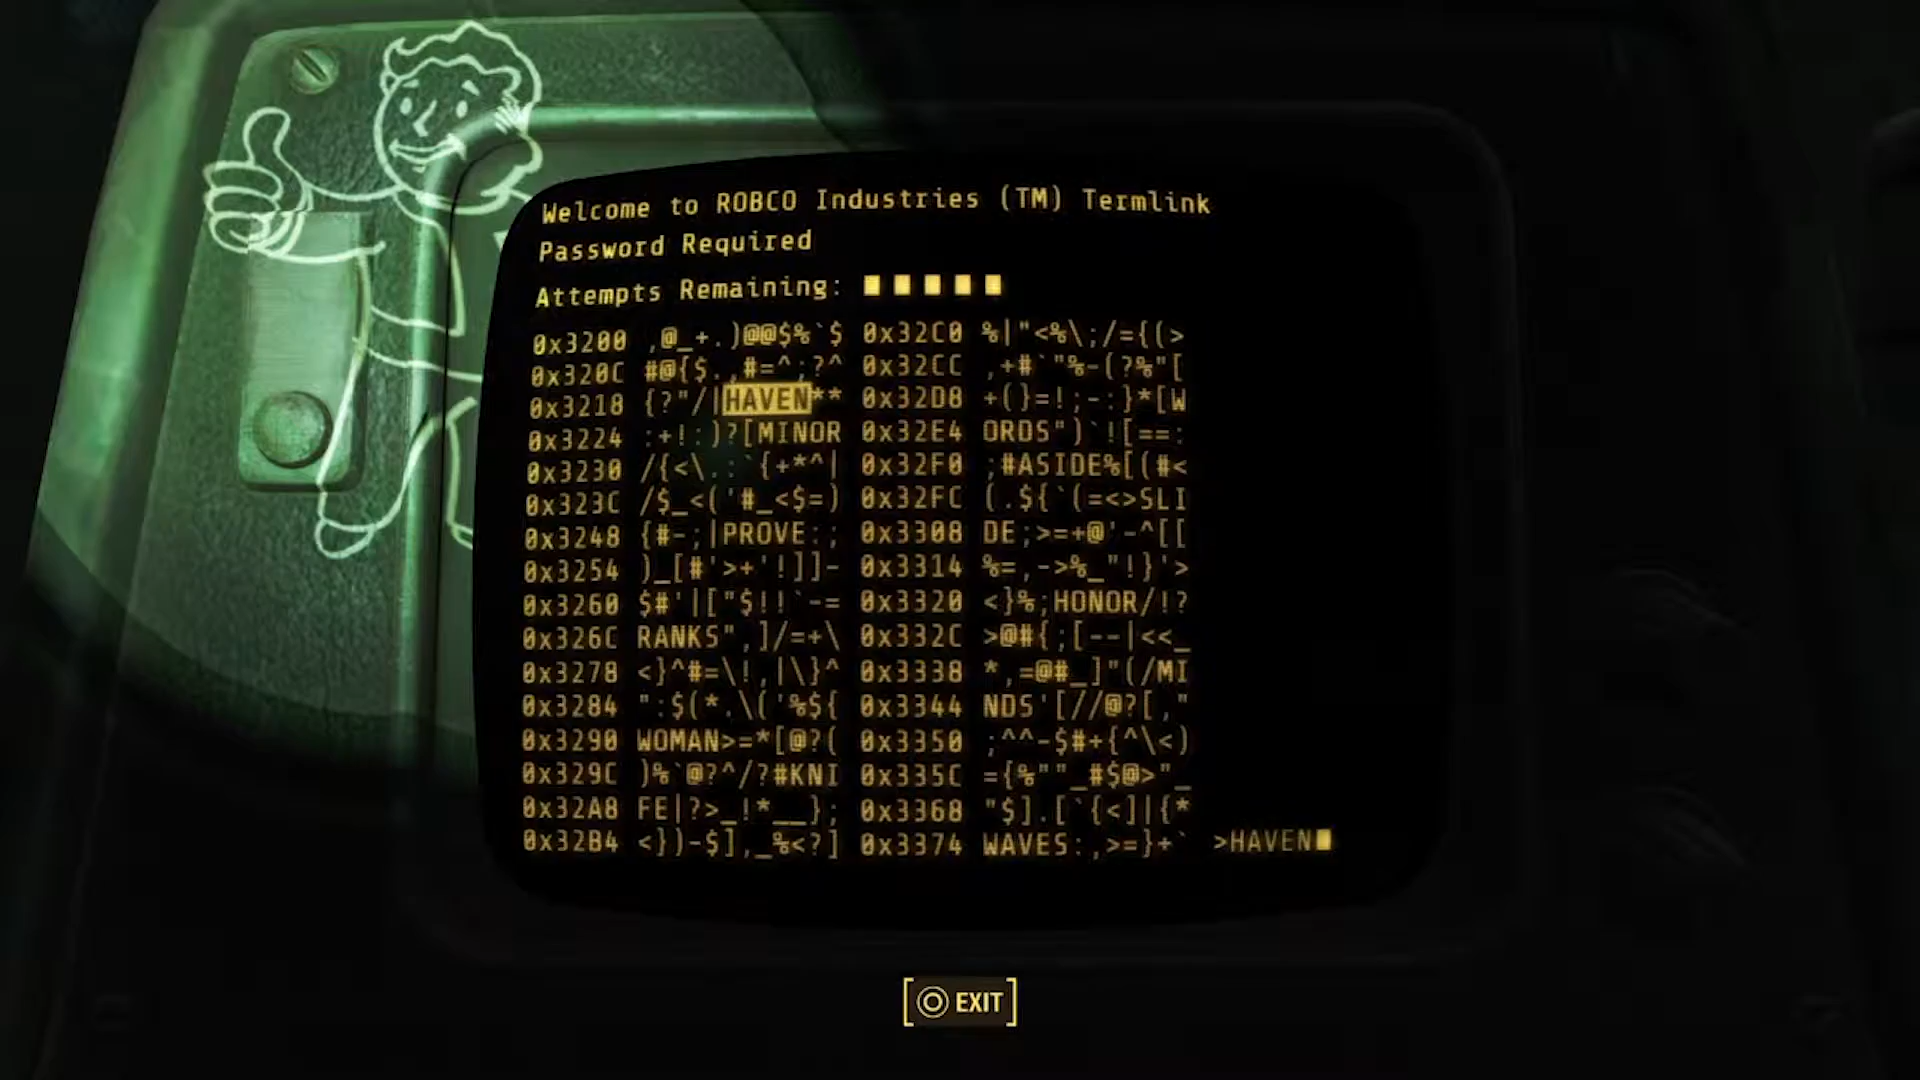 Welcome to ROBCO Industries (TM) Termlink
Password Required
Attempts Remaining: ■ ■ ■ ■ ■
0x3200 ,@_+.)@@$%`$ 0x32C0 %|"<%\;/={(>
0x320C #@{$.,#=^;?^ 0x32CC ,+#`"%-(?%"[
0x3218 {?"/|HAVEN** 0x32D8 +(}=!;-:}*[W
0x3224 :+!:)?[MINOR 0x32E4 ORDS")`![==:
0x3230 /{<\.:`{+*^| 0x32F0 ;#ASIDE%[(#<
0x323C /$_<('#_<$=) 0x32FC (.${`(=<>SLI
0x3248 {#-;|PROVE:; 0x3308 DE;>=+@'-^[[
0x3254 )_[#'>+'!]]- 0x3314 %=,->%_"!}'>
0x3260 $#'|["$!!`-= 0x3320 <}%;HONOR/!?
0x326C RANKS",]/=+\ 0x332C >@#{;[--|<<_
0x3278 <}^#=\!,|\}^ 0x3338 *,=@#_]"(/MI
0x3284 ":$(*.\('%${ 0x3344 NDS'[//@?[,"
0x3290 WOMAN>=*[@?( 0x3350 ;^^-$#+{^\<)
0x329C )%`@?^/?#KNI 0x335C ={%""_#$@>"_
0x32A8 FE|?>_!*__}; 0x3368 "$].[`{<]|{*
0x32B4 <})-$],_%<?] 0x3374 WAVES:,>=}+` >HAVEN■
[EXIT]